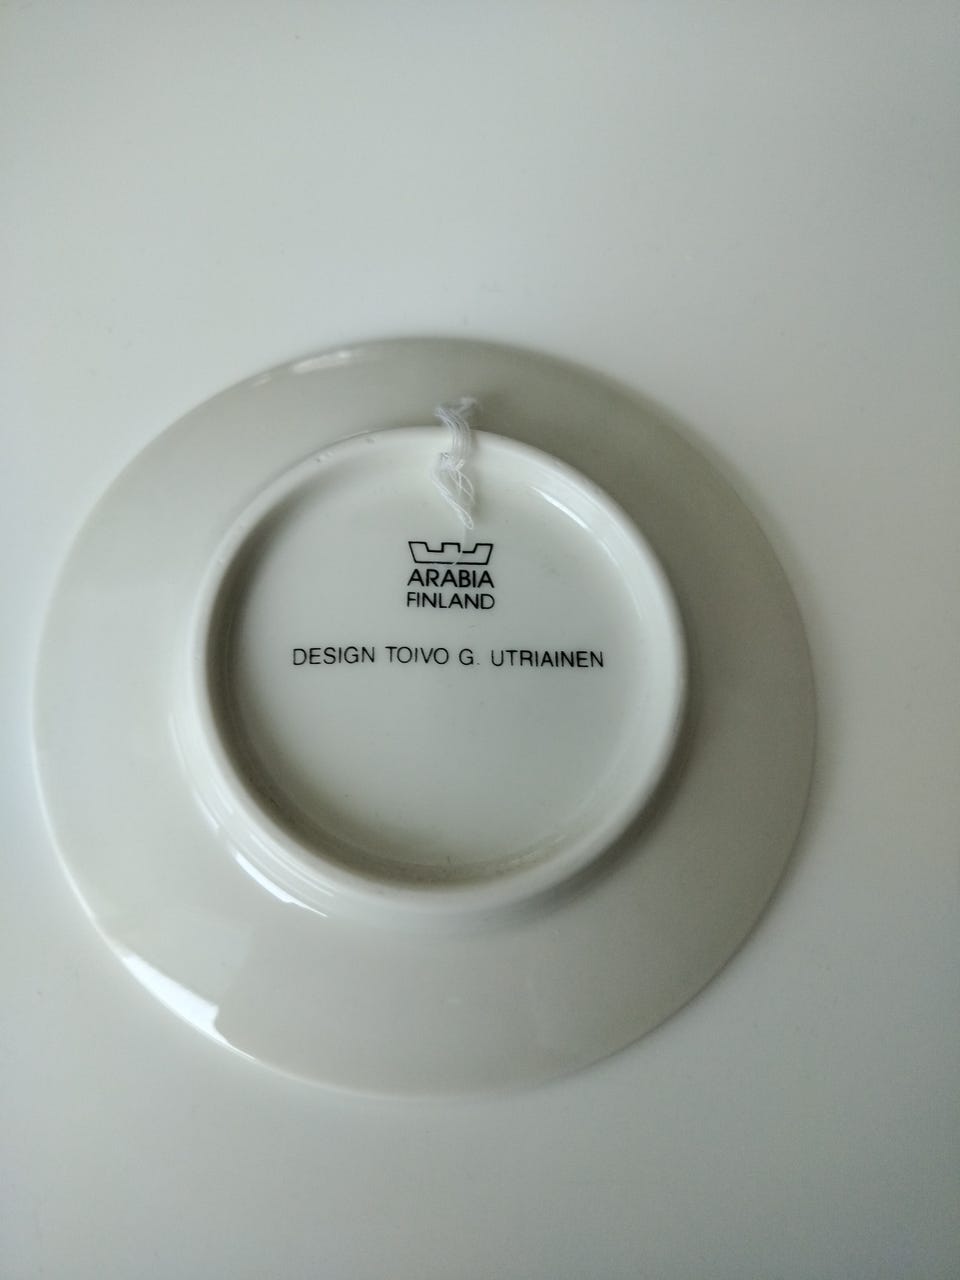 ARABIA
FINLAND
DESIGN TOIVO G. UTRIAINEN